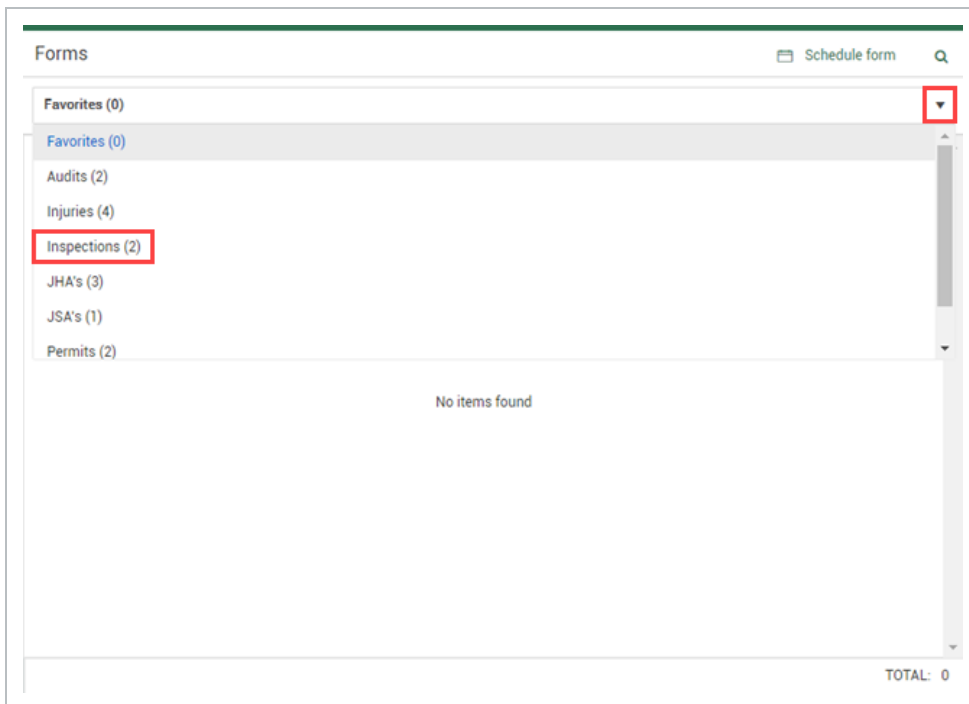 Forms
Schedule form
Favorites (0)
Favorites (0)
Audits (2)
Injuries (4)
Inspections (2)
JHA's (3)
JSA's (1)
Permits (2)
No items found
TOTAL: 0